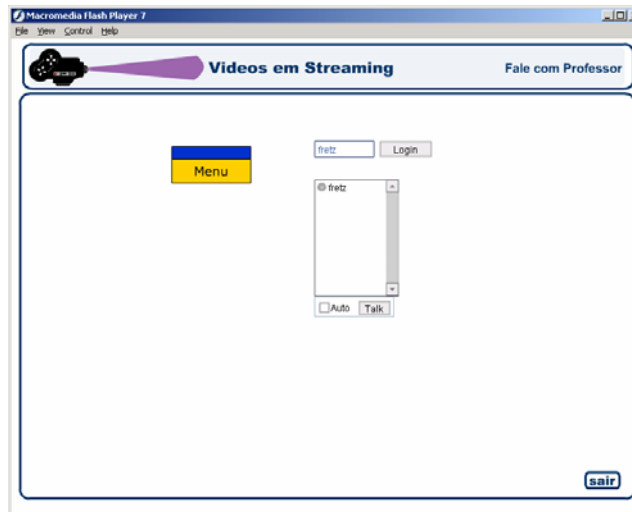 Macromedia Flash Player 7
File View Control Help
Videos em Streaming
Fale com Professor
fretz Login
Menu
fretz
Auto Talk
sair